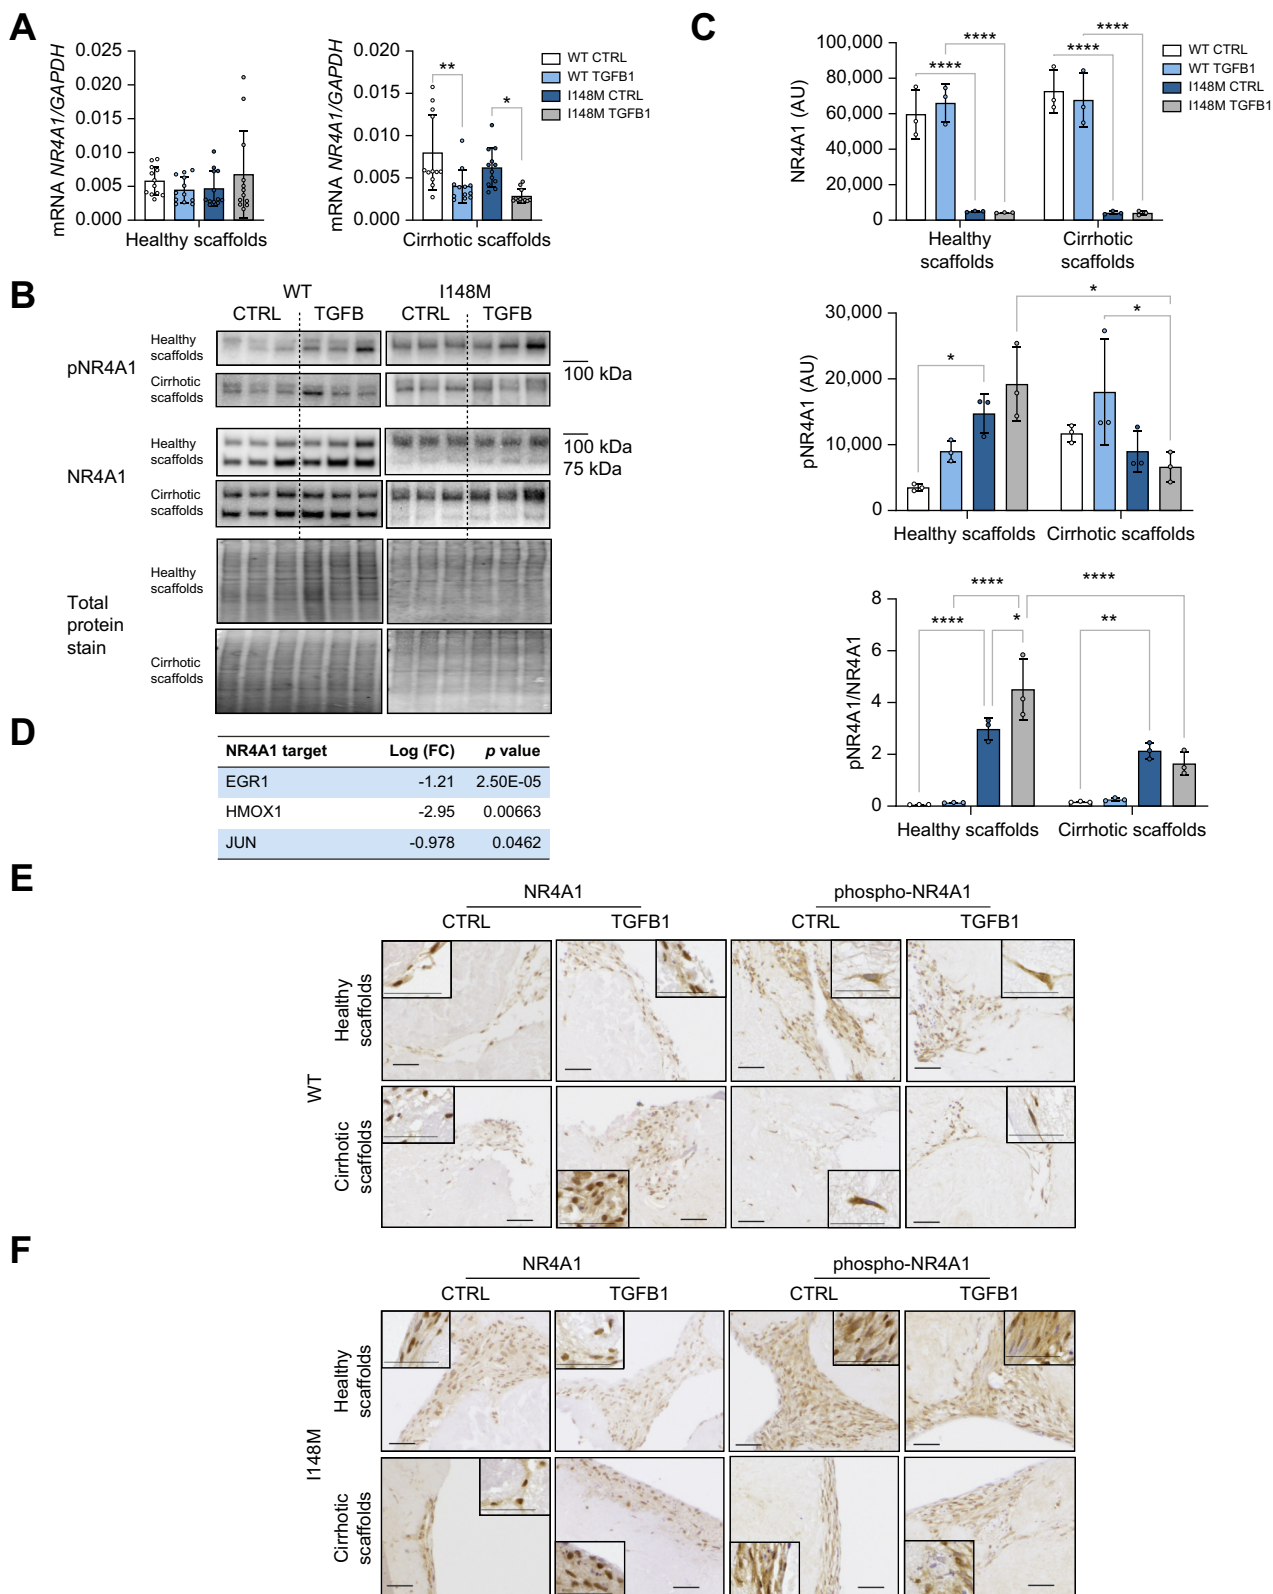 A
mRNA NR4A1/GAPDH
0.025
0.020
0.015
0.010
0.005
0.000
Healthy scaffolds
mRNA NR4A1/GAPDH
0.020
0.015
0.010
0.005
0.000
**
*
Cirrhotic scaffolds
WT CTRL
WT TGFB1
I148M CTRL
I148M TGFB1
B
WT
I148M
CTRL
TGFB
CTRL
TGFB
pNR4A1
Healthy
scaffolds
Cirrhotic
scaffolds
100 kDa
NR4A1
Healthy
scaffolds
Cirrhotic
scaffolds
100 kDa
75 kDa
Total
protein
stain
Healthy
scaffolds
Cirrhotic
scaffolds
C
NR4A1 (AU)
100,000
80,000
60,000
40,000
20,000
0
****
****
****
****
Healthy
scaffolds
Cirrhotic
scaffolds
WT CTRL
WT TGFB1
I148M CTRL
I148M TGFB1
pNR4A1 (AU)
30,000
20,000
10,000
0
*
*
*
Healthy scaffolds
Cirrhotic scaffolds
pNR4A1/NR4A1
8
6
4
2
0
****
****
****
*
**
Healthy scaffolds
Cirrhotic scaffolds
D
NR4A1 target Log (FC) p value
EGR1 -1.21 2.50E-05
HMOX1 -2.95 0.00663
JUN -0.978 0.0462
E
NR4A1
phospho-NR4A1
CTRL
TGFB1
CTRL
TGFB1
WT
Healthy
scaffolds
Cirrhotic
scaffolds
F
NR4A1
phospho-NR4A1
CTRL
TGFB1
CTRL
TGFB1
I148M
Healthy
scaffolds
Cirrhotic
scaffolds